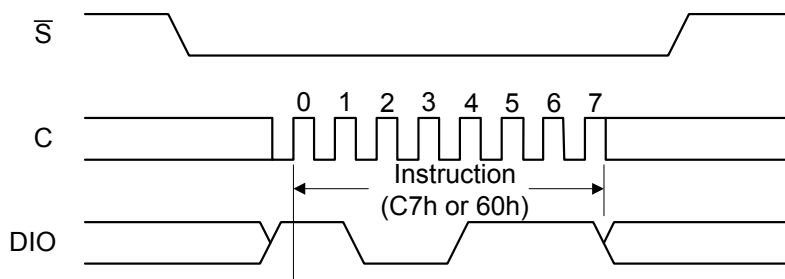 S̅
0 1 2 3 4 5 6 7
C
Instruction
(C7h or 60h)
DIO